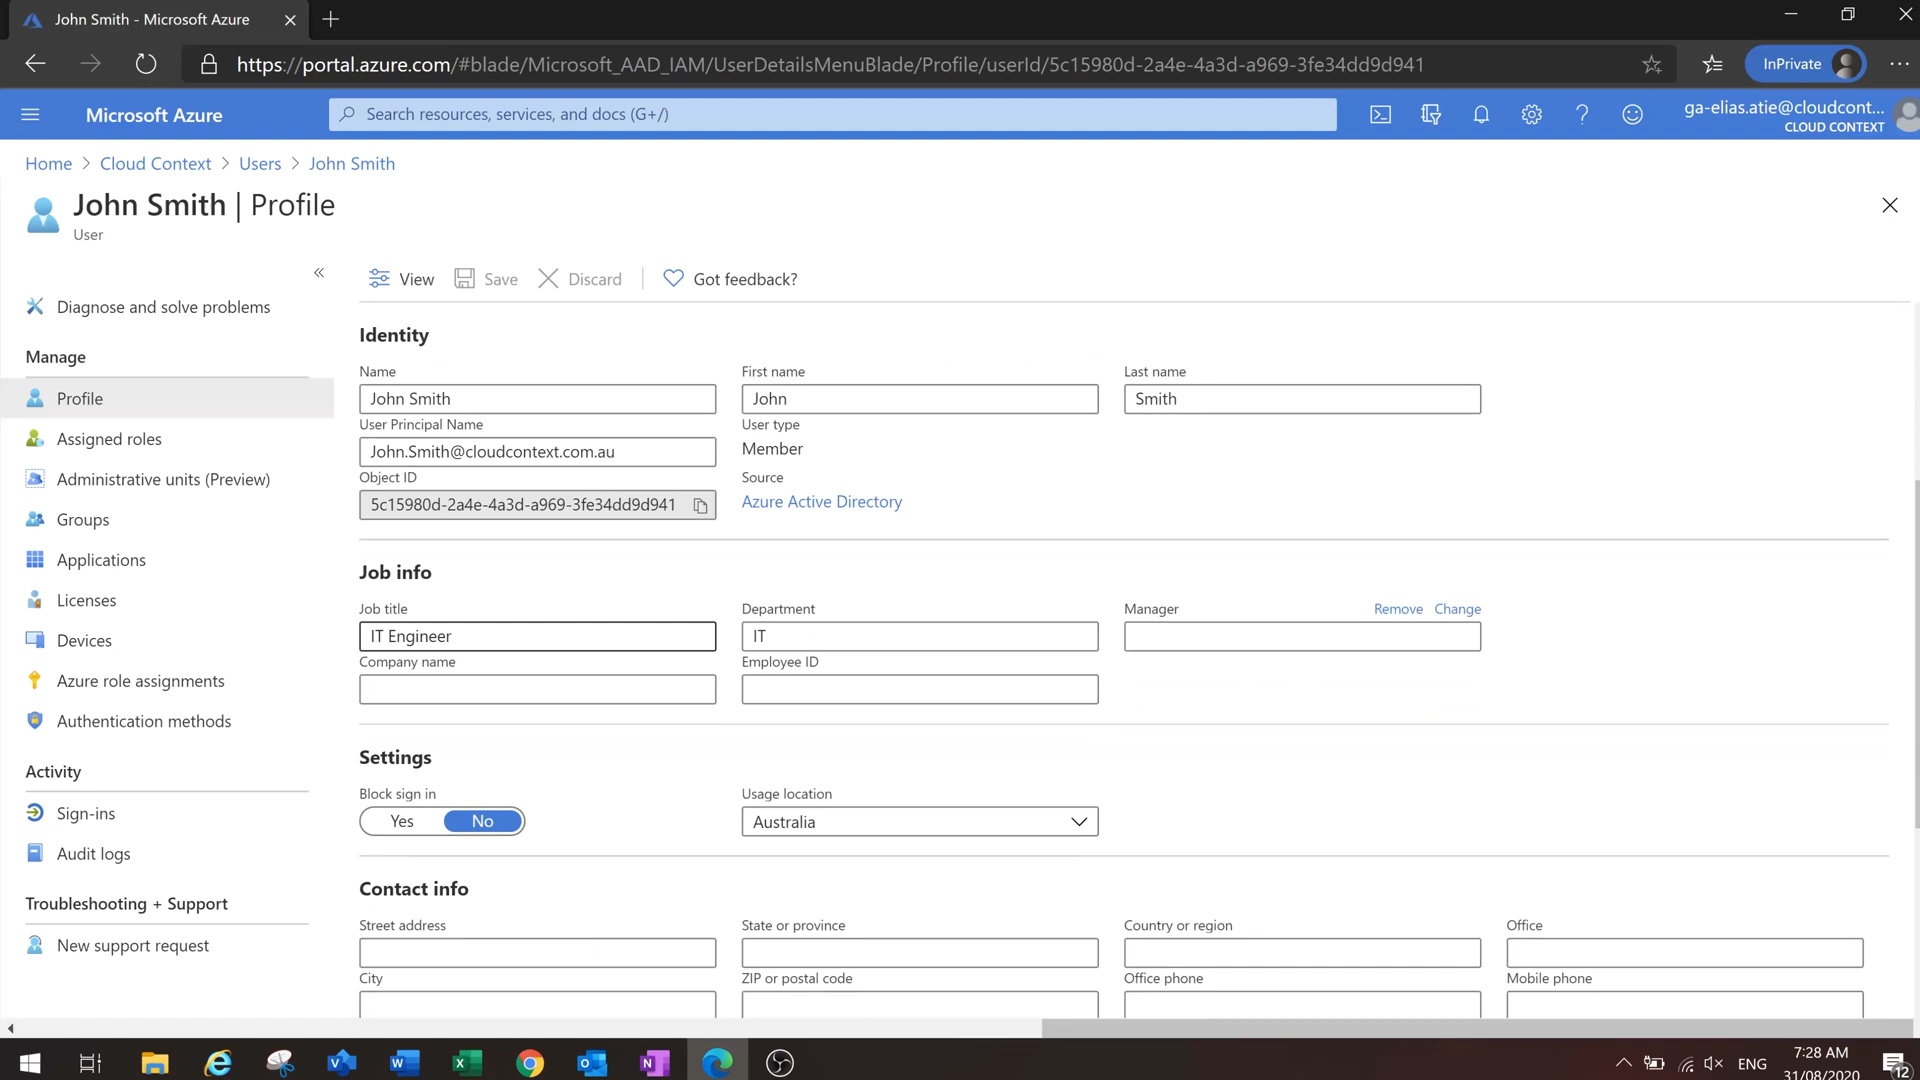 John Smith - Microsoft Azure
https://portal.azure.com/#blade/Microsoft_AAD_IAM/UserDetailsMenuBlade/Profile/userId/5c15980d-2a4e-4a3d-a969-3fe34dd9d941
InPrivate
Microsoft Azure
Search resources, services, and docs (G+/)
ga-elias.atie@cloudcont...
CLOUD CONTEXT
Home > Cloud Context > Users > John Smith
John Smith | Profile
User
View Save Discard Got feedback?
Diagnose and solve problems
Manage
Profile
Assigned roles
Administrative units (Preview)
Groups
Applications
Licenses
Devices
Azure role assignments
Authentication methods
Activity
Sign-ins
Audit logs
Troubleshooting + Support
New support request
Identity
Name First name Last name
John Smith John Smith
User Principal Name User type
John.Smith@cloudcontext.com.au Member
Object ID Source
5c15980d-2a4e-4a3d-a969-3fe34dd9d941 Azure Active Directory
Job info
Job title Department Manager Remove Change
IT Engineer IT
Company name Employee ID
Settings
Block sign in Usage location
Yes No Australia
Contact info
Street address State or province Country or region Office
City ZIP or postal code Office phone Mobile phone
ENG
7:28 AM
31/08/2020
12